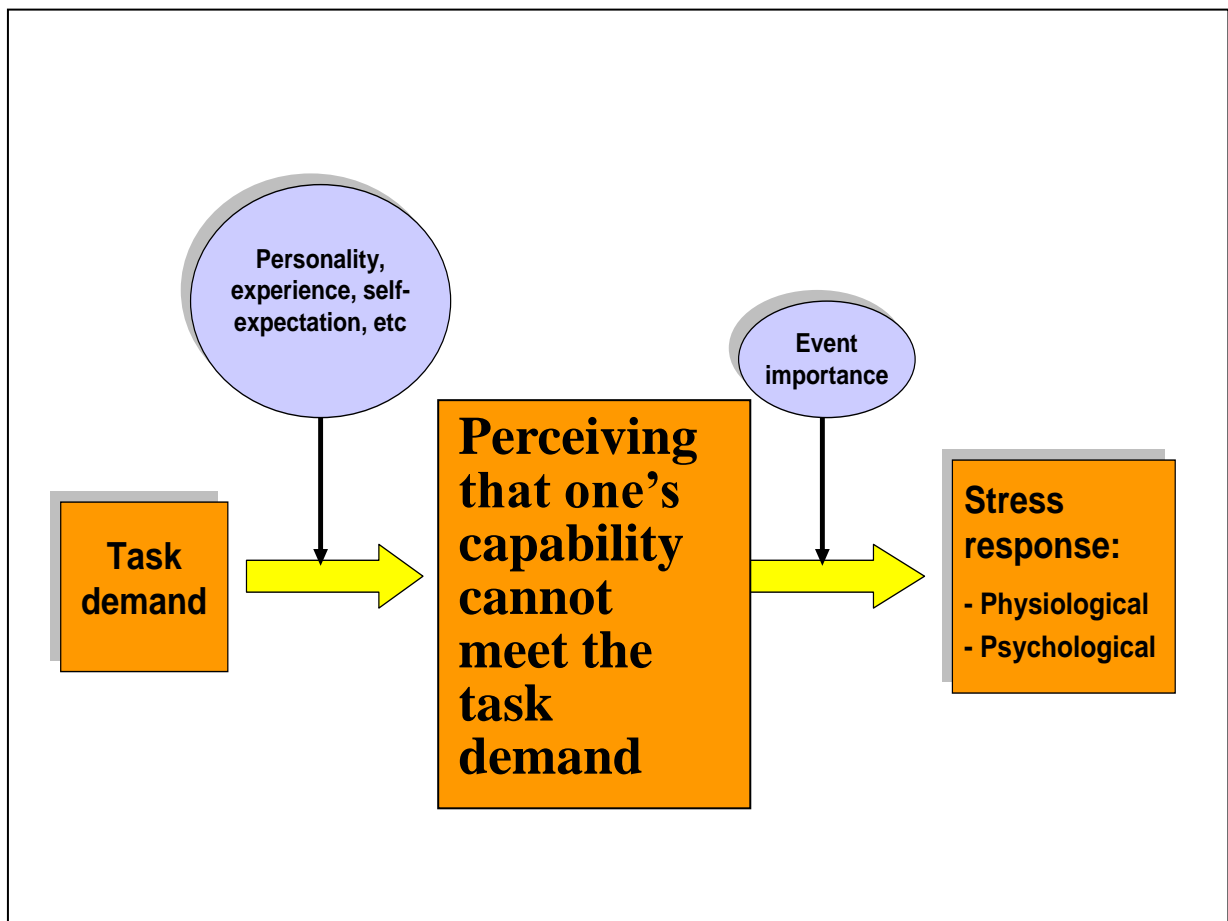 Personality,
experience, self-
expectation, etc
Event
importance
Task
demand
Perceiving
that one’s
capability
cannot
meet the
task
demand
Stress
response:
- Physiological
- Psychological